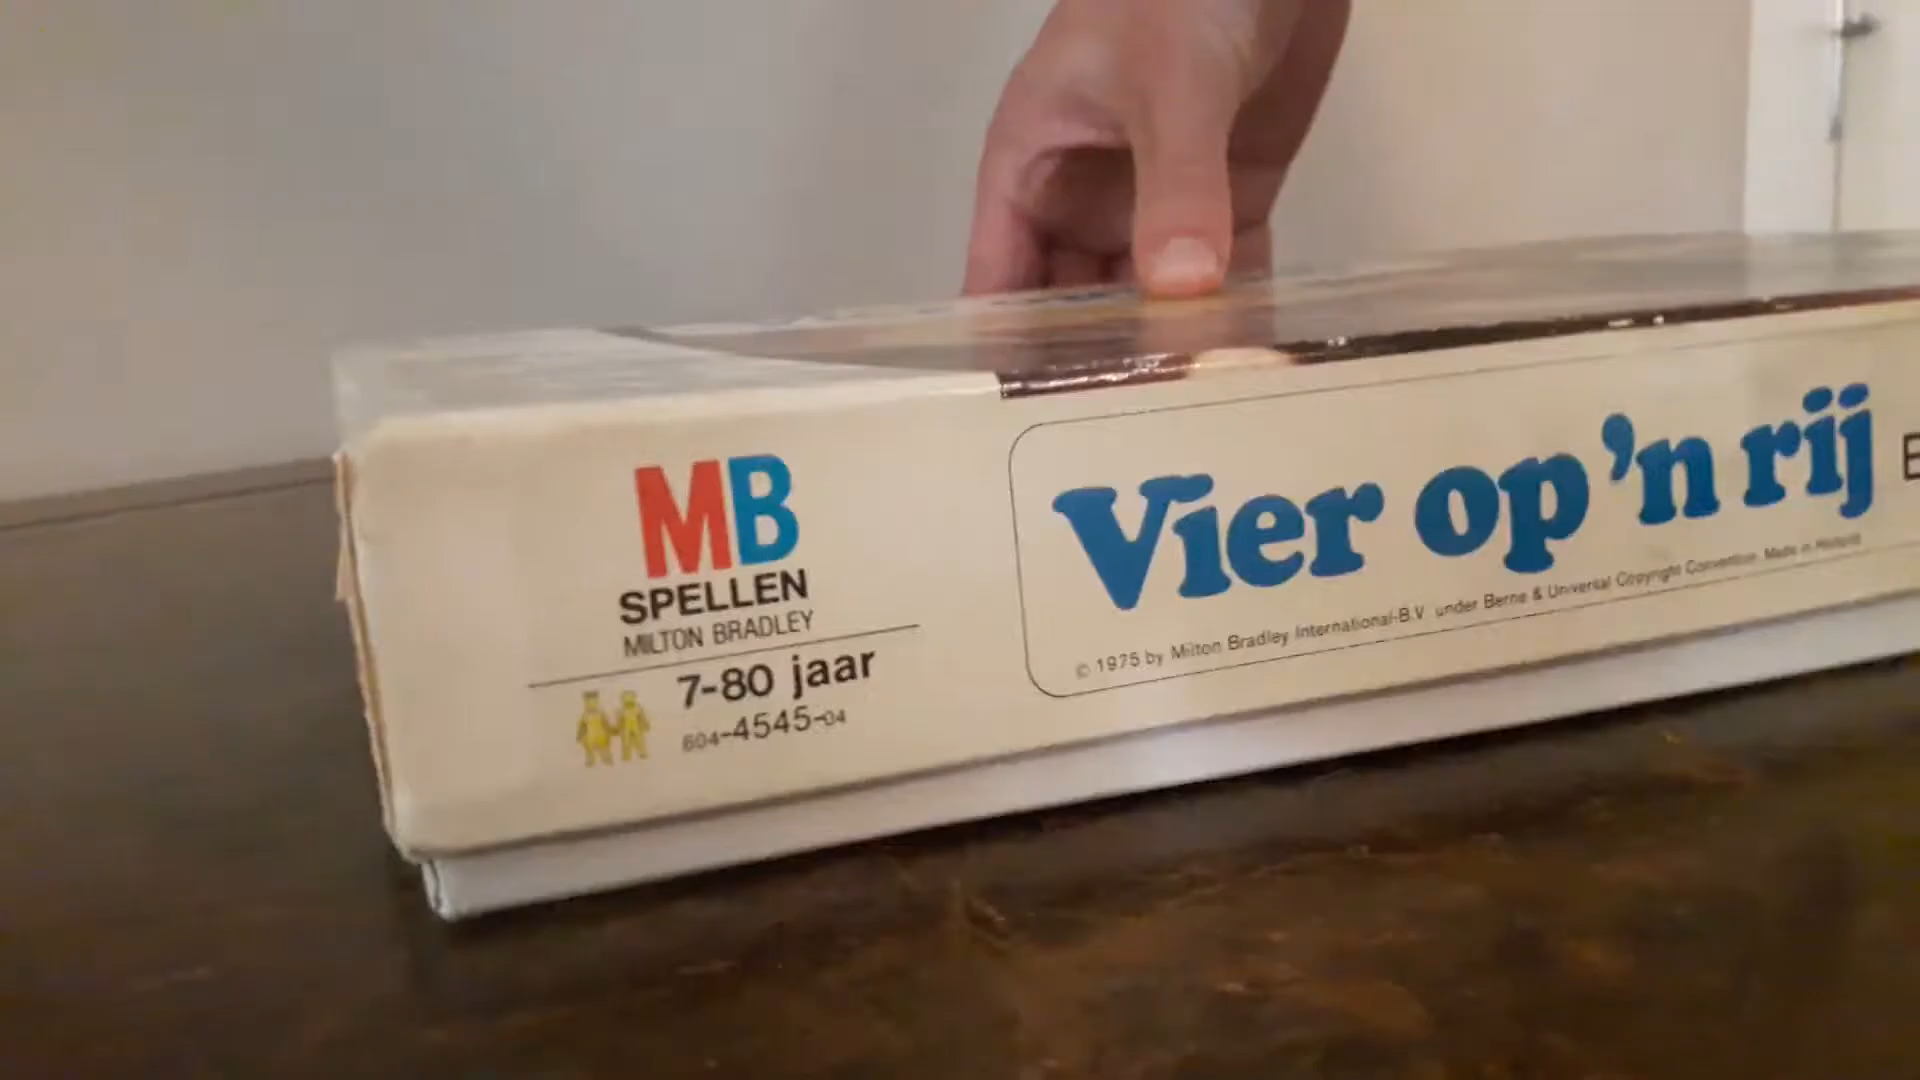 MB
SPELLEN
MILTON BRADLEY
7-80 jaar
604-4545-04
Vier op 'n rij
© 1975 by Milton Bradley International-B.V. under Berne & Universal Copyright Convention. Made in Holland